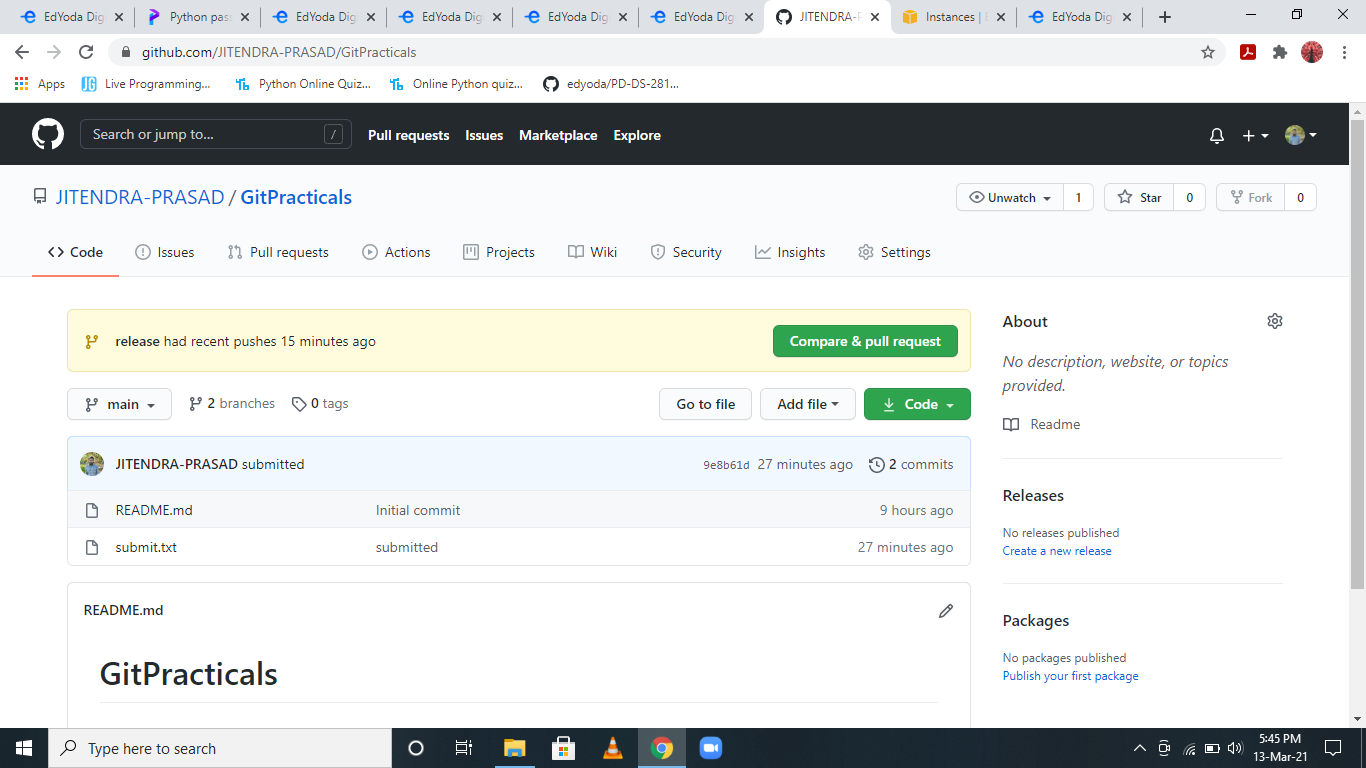 EdYoda Dig
Python pas
EdYoda Dig
EdYoda Dig
EdYoda Dig
EdYoda Dig
JITENDRA-P
Instances | E
EdYoda Dig
github.com/JITENDRA-PRASAD/GitPracticals
Apps
Live Programming...
Python Online Quiz...
Online Python quiz...
edyoda/PD-DS-281...
Search or jump to...
/
Pull requests
Issues
Marketplace
Explore
JITENDRA-PRASAD / GitPracticals
Unwatch 1
Star 0
Fork 0
Code
Issues
Pull requests
Actions
Projects
Wiki
Security
Insights
Settings
release had recent pushes 15 minutes ago
Compare & pull request
main
2 branches
0 tags
Go to file
Add file
Code
JITENDRA-PRASAD submitted 9e8b61d 27 minutes ago 2 commits
README.md Initial commit 9 hours ago
submit.txt submitted 27 minutes ago
README.md
GitPracticals
About
No description, website, or topics
provided.
Readme
Releases
No releases published
Create a new release
Packages
No packages published
Publish your first package
Type here to search
5:45 PM
13-Mar-21